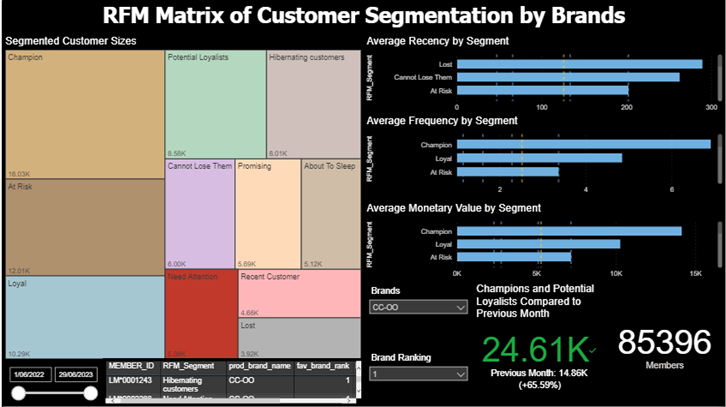 RFM Matrix of Customer Segmentation by Brands
Segmented Customer Sizes
Champion
16.03K
At Risk
12.01K
Loyal
10.29K
Potential Loyalists
8.58K
Hibernating customers
8.01K
Cannot Lose Them
6.00K
Promising
5.69K
About To Sleep
5.12K
Need Attention
Recent Customer
4.66K
Lost
3.92K
1/06/2022
29/06/2023
MEMBER_ID RFM_Segment prod_brand_name fav_brand_rank
LM*0001243 Hibernating customers CC-OO 1
Average Recency by Segment
RFM_Segment
Lost
Cannot Lose Them
At Risk
0 100 200 300
Average Frequency by Segment
RFM_Segment
Champion
Loyal
At Risk
2 4 6
Average Monetary Value by Segment
RFM_Segment
Champion
Loyal
At Risk
0K 5K 10K 15K
Brands
CC-OO
Brand Ranking
1
Champions and Potential
Loyalists Compared to
Previous Month
24.61K
Previous Month: 14.86K
(+65.59%)
85396
Members